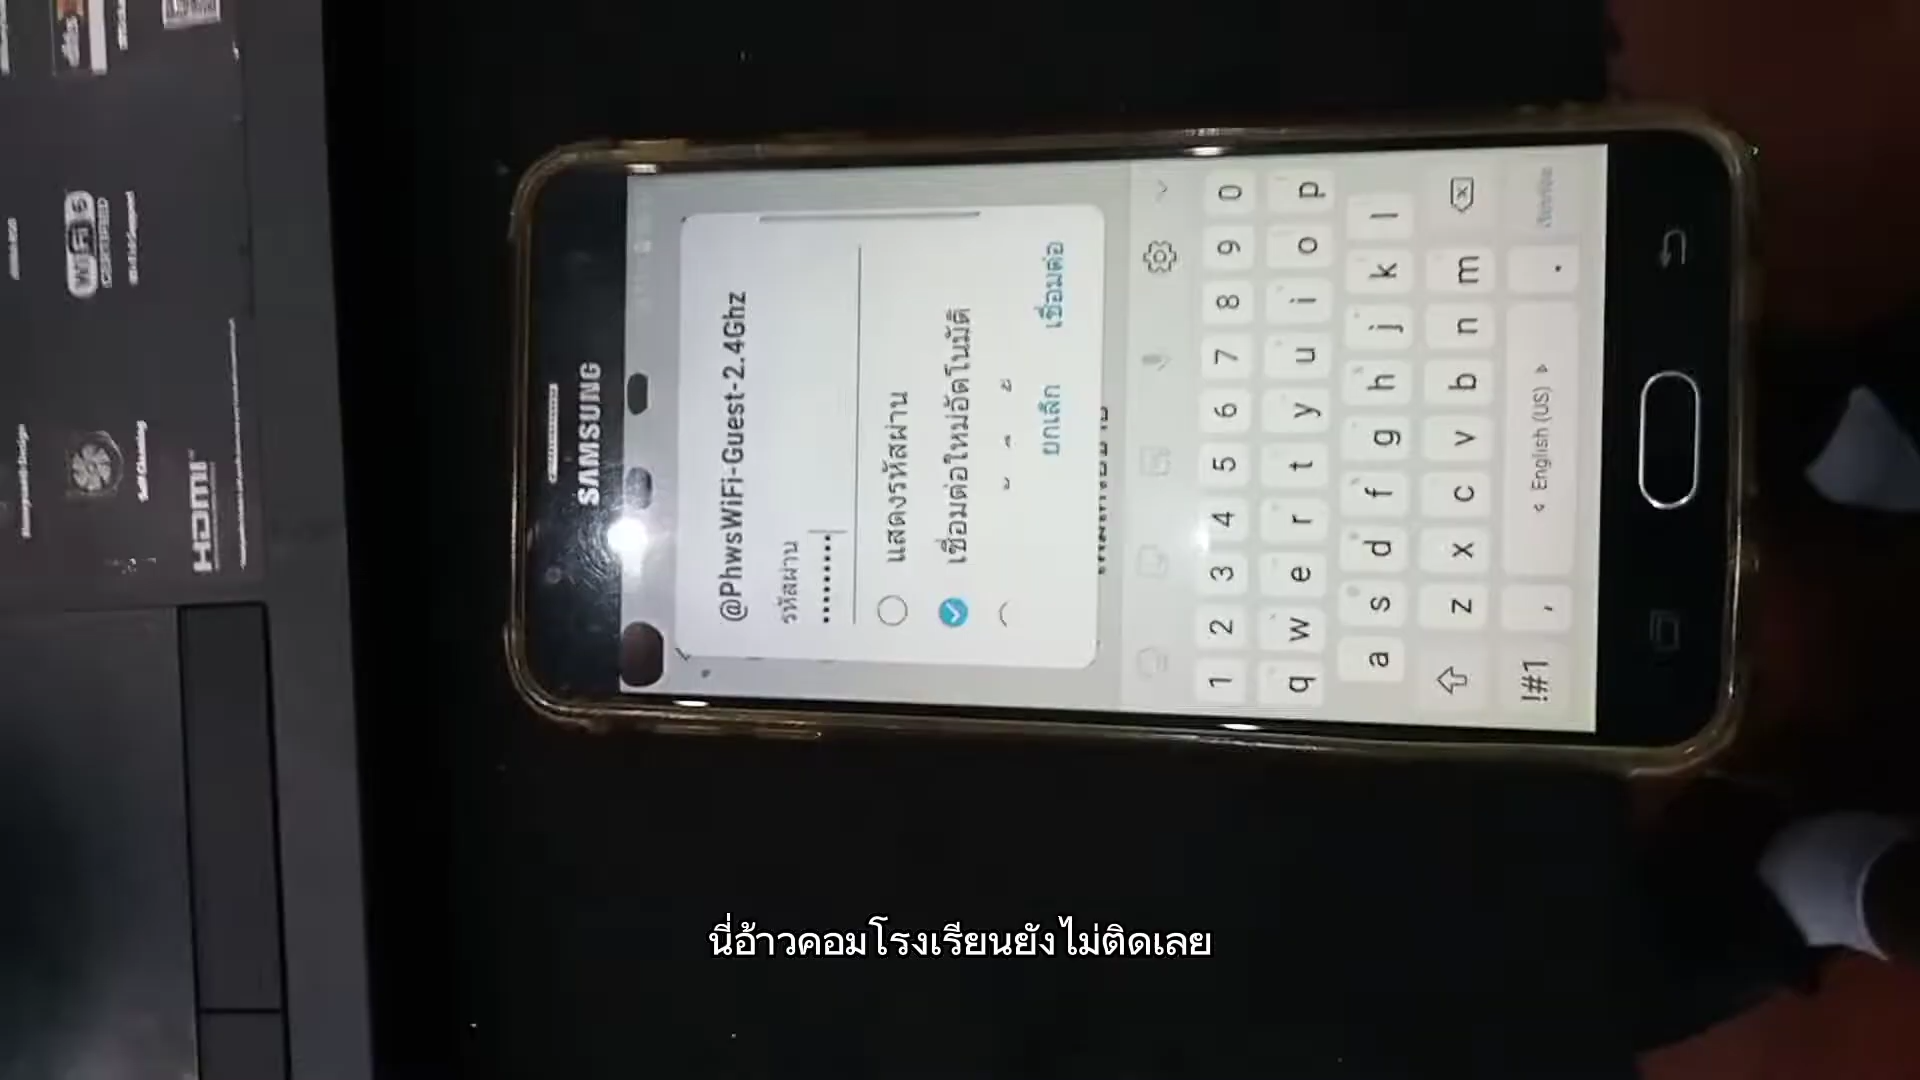 SAMSUNG
@PhwsWiFi-Guest-2.4Ghz
รหัสผ่าน
••••••••
แสดงรหัสผ่าน
เชื่อมต่อใหม่อัตโนมัติ
ยกเลิก เชื่อมต่อ
1 2 3 4 5 6 7 8 9 0
q w e r t y u i o p
a s d f g h j k l
z x c v b n m
!#1 , < English (US) > .
WiFi 6
CERTIFIED
HDMI
นี่อ้าวคอมโรงเรียนยังไม่ติดเลย